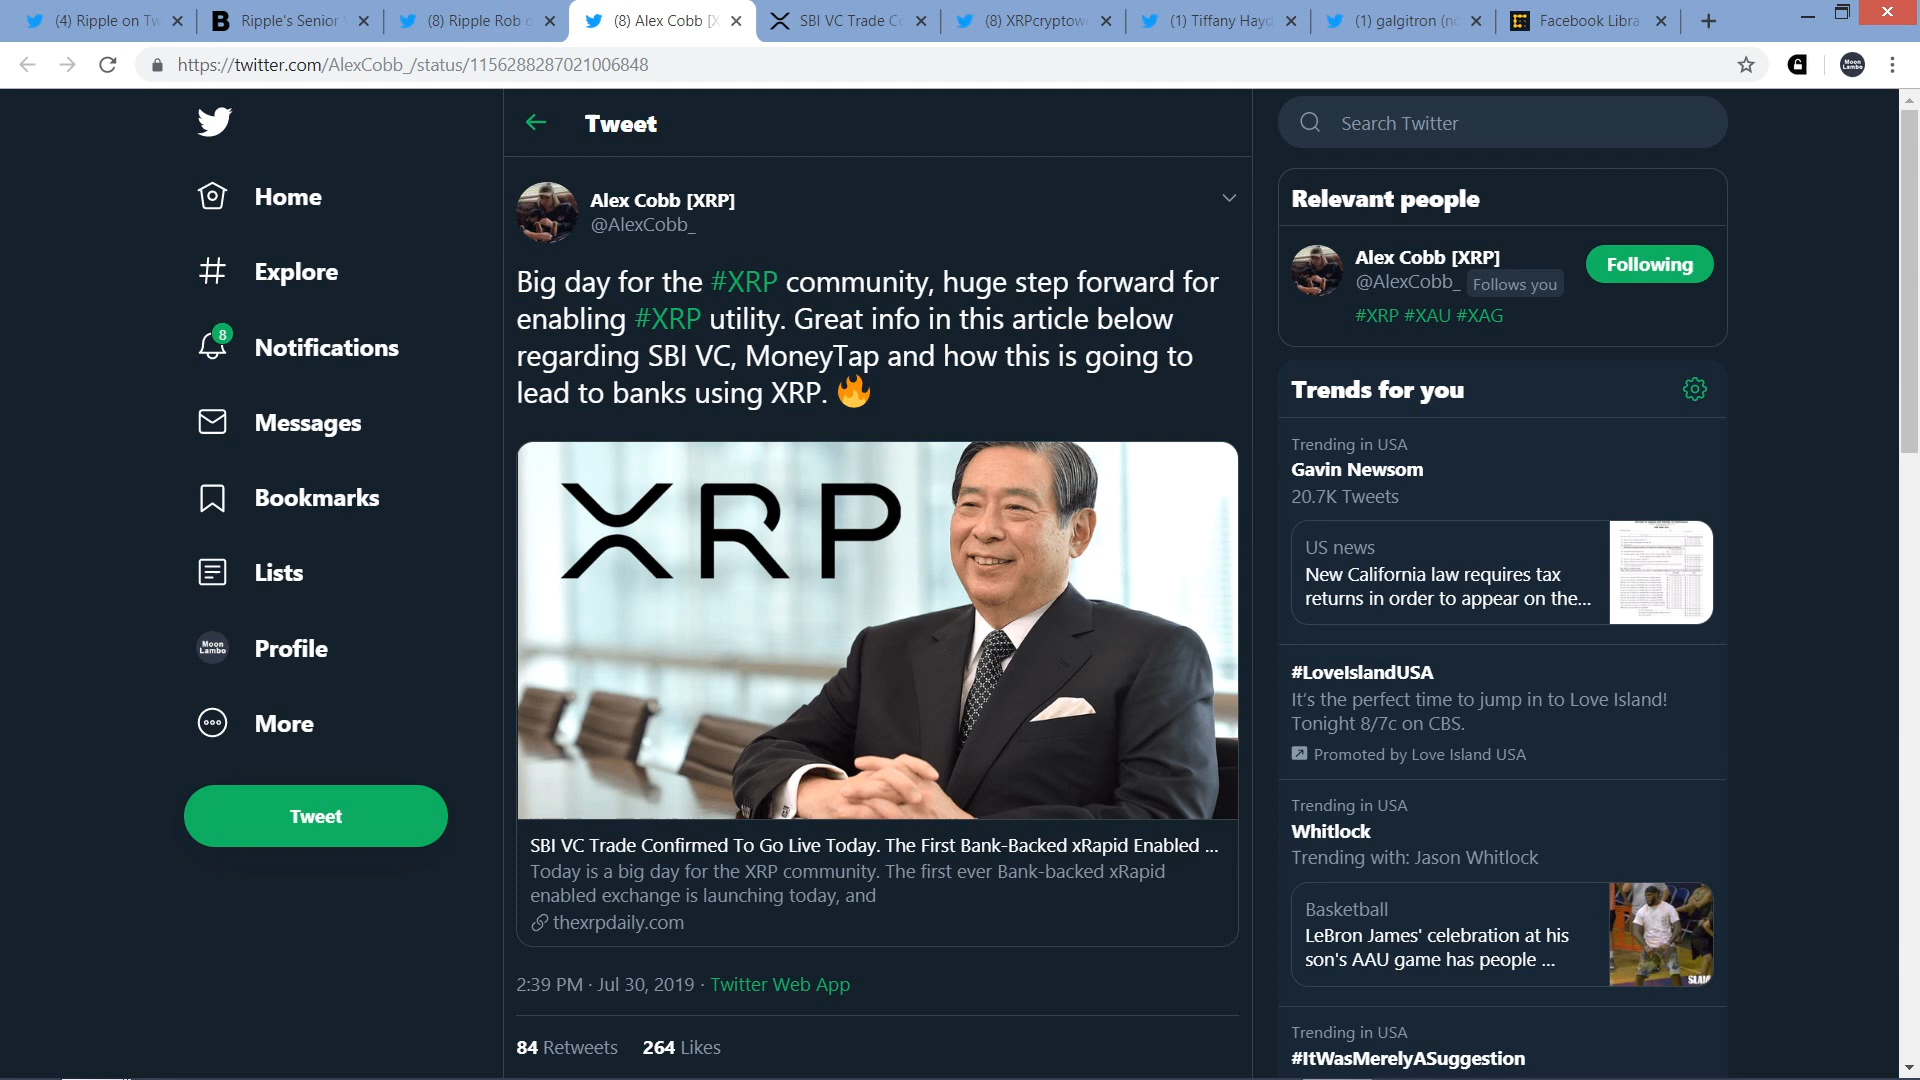 (4) Ripple on Tw
Ripple's Senior
(8) Ripple Rob o
(8) Alex Cobb [X
SBI VC Trade Co
(8) XRPcryptow
(1) Tiffany Hayd
(1) galgitron (no
Facebook Libra
https://twitter.com/AlexCobb_/status/1156288287021006848
Moon
Lambo
Home
Explore
8
Notifications
Messages
Bookmarks
Lists
Moon
Lambo
Profile
More
Tweet
Tweet
Alex Cobb [XRP]
@AlexCobb_
Big day for the #XRP community, huge step forward for
enabling #XRP utility. Great info in this article below
regarding SBI VC, MoneyTap and how this is going to
lead to banks using XRP. 🔥
XRP
SBI VC Trade Confirmed To Go Live Today. The First Bank-Backed xRapid Enabled ...
Today is a big day for the XRP community. The first ever Bank-backed xRapid
enabled exchange is launching today, and
thexrpdaily.com
2:39 PM · Jul 30, 2019 · Twitter Web App
84 Retweets 264 Likes
Search Twitter
Relevant people
Alex Cobb [XRP]
@AlexCobb_ Follows you
Following
#XRP #XAU #XAG
Trends for you
Trending in USA
Gavin Newsom
20.7K Tweets
US news
New California law requires tax
returns in order to appear on the...
#LoveIslandUSA
It's the perfect time to jump in to Love Island!
Tonight 8/7c on CBS.
Promoted by Love Island USA
Trending in USA
Whitlock
Trending with: Jason Whitlock
Basketball
LeBron James' celebration at his
son's AAU game has people ...
SLAM
Trending in USA
#ItWasMerelyASuggestion